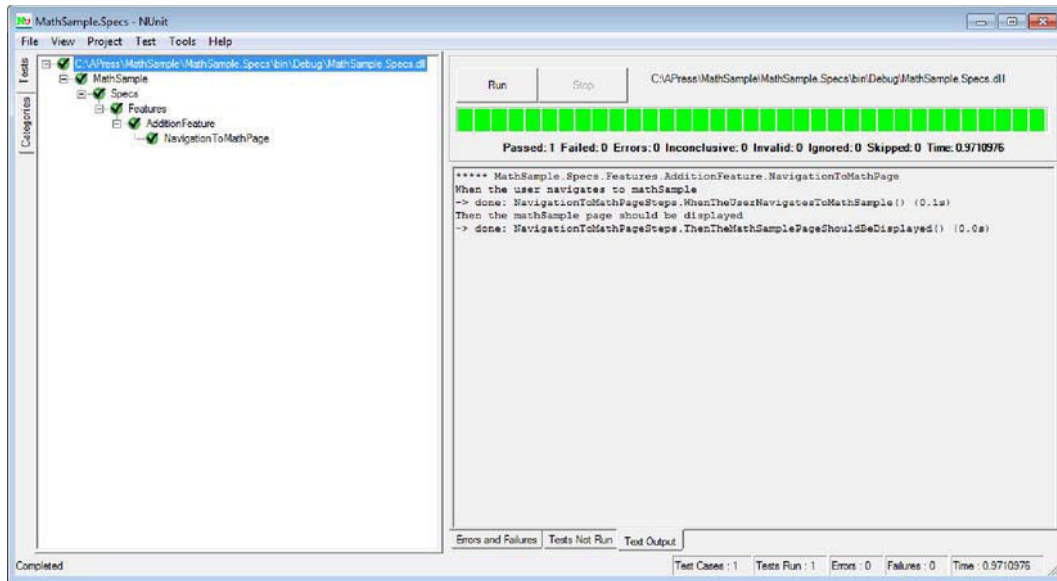 MathSample.Specs - NUnit
File View Project Test Tools Help
Tests
Categories
C:\APress\MathSample\MathSample.Specs\bin\Debug\MathSample.Specs.dll
MathSample
Specs
Features
AdditionFeature
NavigationToMathPage
Run Stop C:\APress\MathSample\MathSample.Specs\bin\Debug\MathSample.Specs.dll
Passed: 1 Failed: 0 Errors: 0 Inconclusive: 0 Invalid: 0 Ignored: 0 Skipped: 0 Time: 0.9710976
***** MathSample.Specs.Features.AdditionFeature.NavigationToMathPage
When the user navigates to mathSample
-> done: NavigationToMathPageSteps.WhenTheUserNavigatesToMathSample() (0.1s)
Then the mathSample page should be displayed
-> done: NavigationToMathPageSteps.ThenTheMathSamplePageShouldBeDisplayed() (0.0s)
Errors and Failures Tests Not Run Text Output
Completed Test Cases : 1 Tests Run : 1 Errors : 0 Failures : 0 Time : 0.9710976